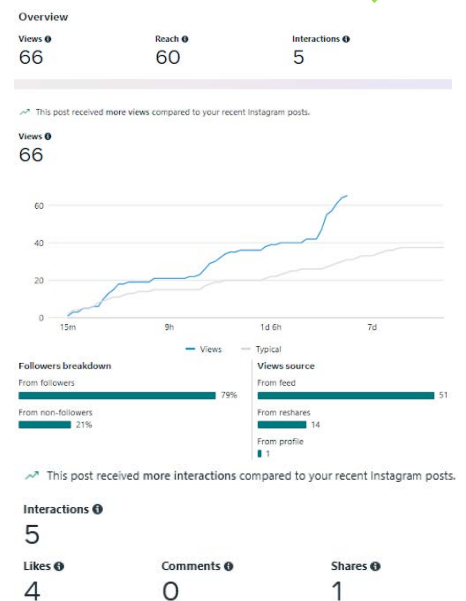 Overview
Views Reach Interactions
66 60 5
This post received more views compared to your recent Instagram posts.
Views
66
60
40
20
0
15m 9h 1d 6h 7d
Views Typical
Followers breakdown Views source
From followers From feed
79% 51
From non-followers From reshares
21% 14
From profile
1
This post received more interactions compared to your recent Instagram posts.
Interactions
5
Likes Comments Shares
4 0 1